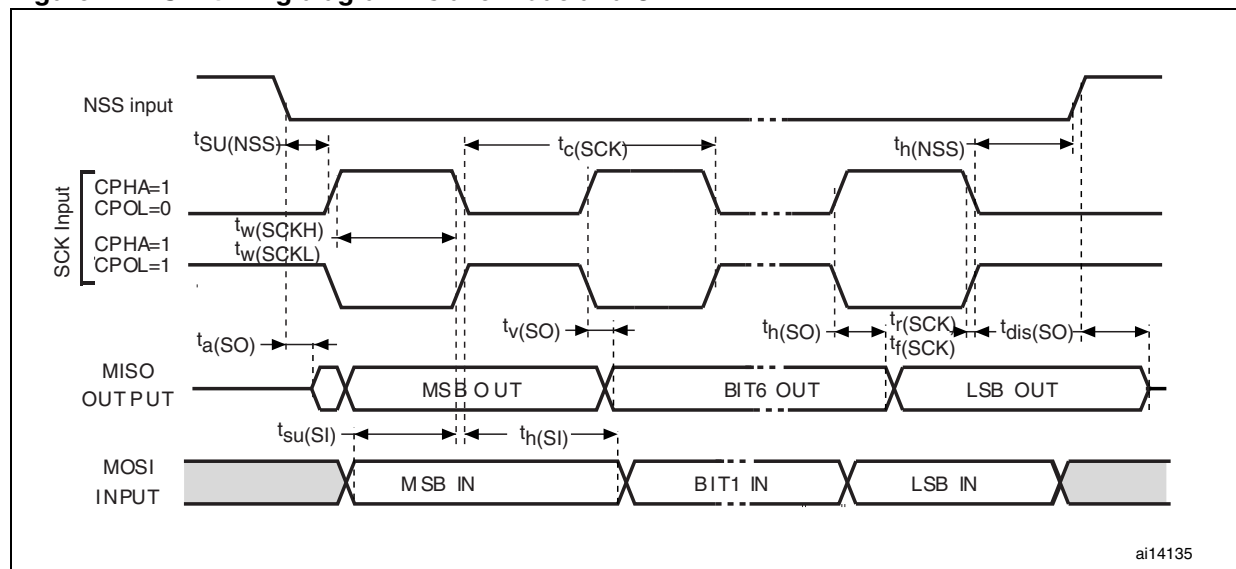 NSS input
tSU(NSS)
tc(SCK)
th(NSS)
SCK Input
CPHA=1
CPOL=0
tw(SCKH)
tw(SCKL)
CPHA=1
CPOL=1
ta(SO)
tv(SO)
th(SO)
tr(SCK)
tf(SCK)
tdis(SO)
MISO
OUTPUT
MSB OUT
BIT6 OUT
LSB OUT
tsu(SI)
th(SI)
MOSI
INPUT
MSB IN
BIT1 IN
LSB IN
ai14135